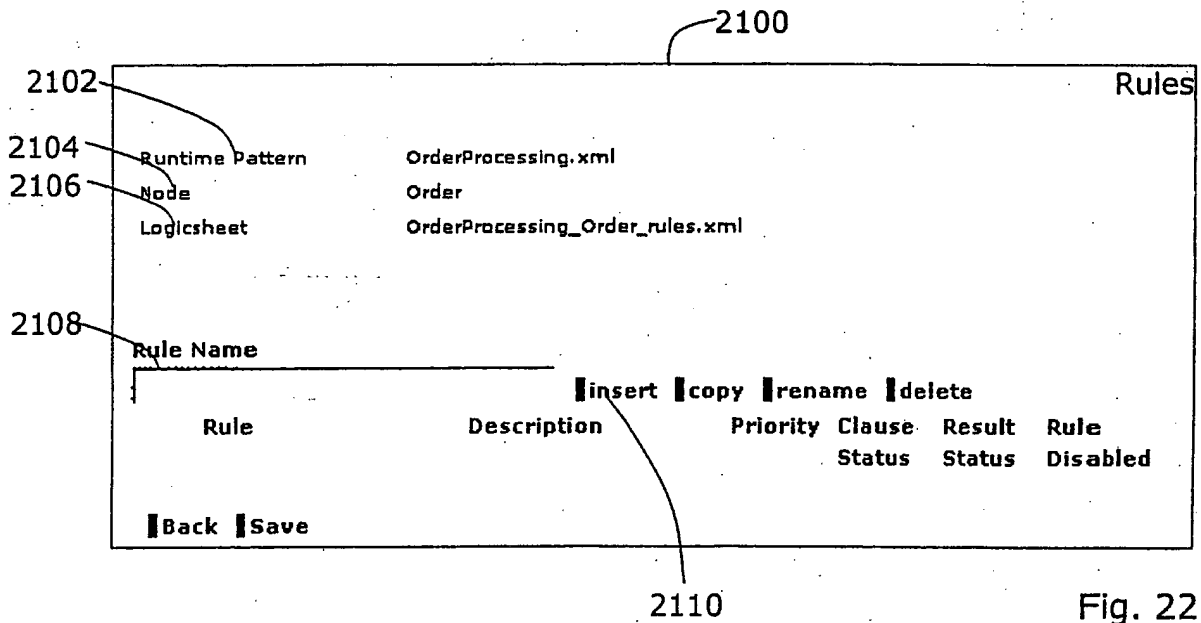 2100
2102
Rules
2104
Runtime Pattern OrderProcessing.xml
2106
Node Order
Logicsheet OrderProcessing_Order_rules.xml
2108
Rule Name
insert copy rename delete
Rule Description Priority Clause Result Rule
Status Status Disabled
Back Save
2110
Fig. 22